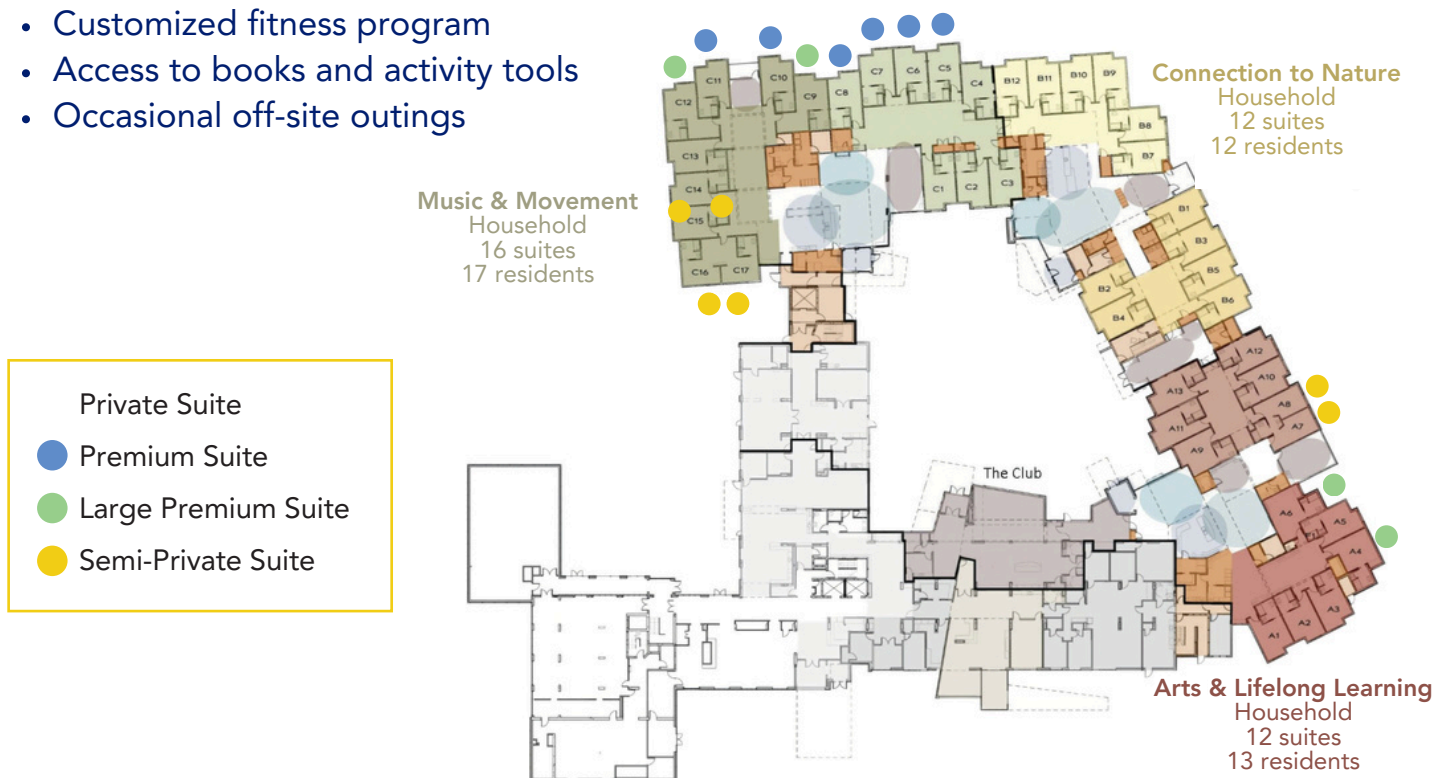 • Customized fitness program
• Access to books and activity tools
• Occasional off-site outings
Music & Movement
Household
16 suites
17 residents
Connection to Nature
Household
12 suites
12 residents
Private Suite
Premium Suite
Large Premium Suite
Semi-Private Suite
C12
C11
C10
C9
C8
C7
C6
C5
C4
C13
C14
C15
C16
C17
C1
C2
C3
B12
B11
B10
B9
B8
B7
B1
B3
B5
B6
B2
B4
A12
A10
A8
A7
A13
A11
A9
The Club
A6
A5
A4
A3
A2
A1
Arts & Lifelong Learning
Household
12 suites
13 residents